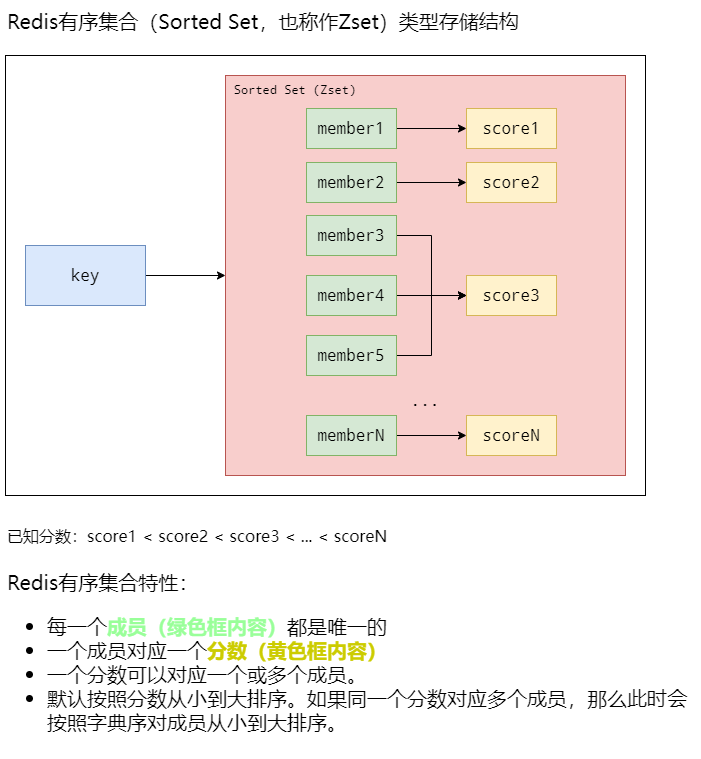 Redis有序集合（Sorted Set，也称作Zset）类型存储结构
Sorted Set (Zset)
member1
score1
member2
score2
member3
key
member4
score3
member5
...
memberN
scoreN
已知分数：score1 < score2 < score3 < ... < scoreN
Redis有序集合特性：
• 每一个成员（绿色框内容）都是唯一的
• 一个成员对应一个分数（黄色框内容）
• 一个分数可以对应一个或多个成员。
• 默认按照分数从小到大排序。如果同一个分数对应多个成员，那么此时会
按照字典序对成员从小到大排序。